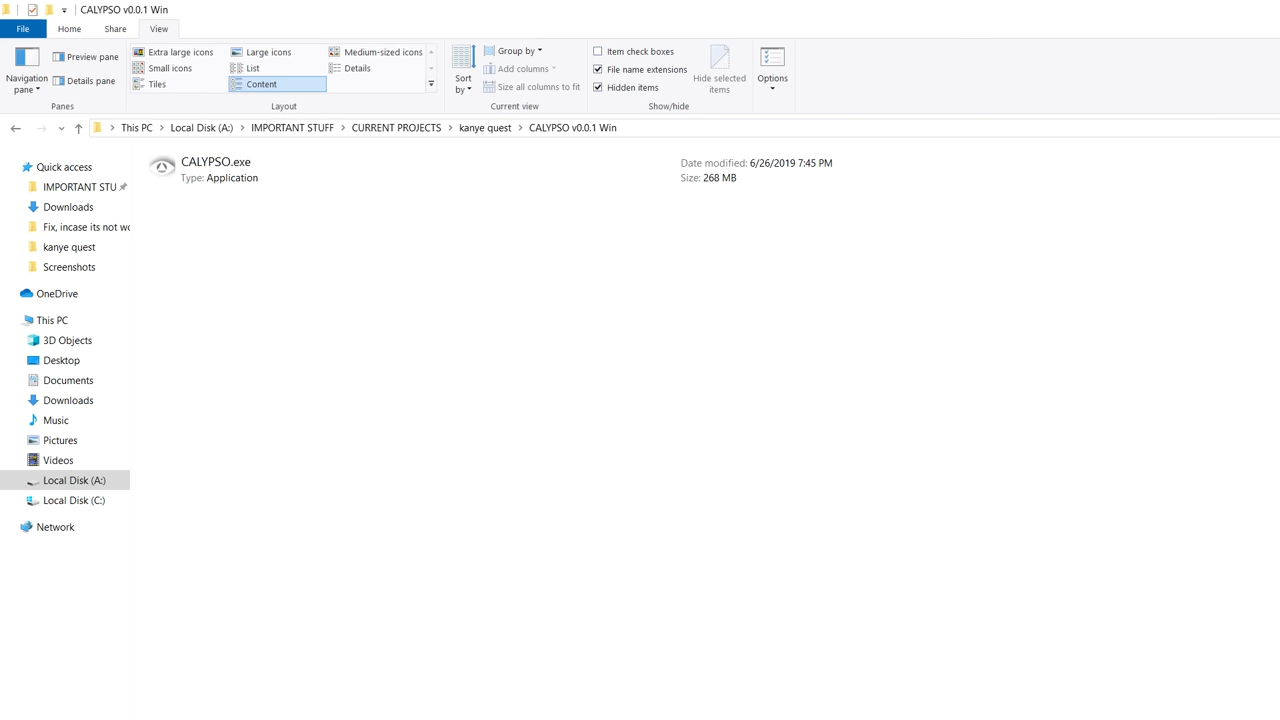 CALYPSO v0.0.1 Win
File Home Share View
Navigation pane
Preview pane
Details pane
Panes
Extra large icons Large icons Medium-sized icons
Small icons List Details
Tiles Content
Layout
Sort by
Group by
Add columns
Size all columns to fit
Current view
Item check boxes
File name extensions
Hidden items
Hide selected items
Show/hide
Options
This PC > Local Disk (A:) > IMPORTANT STUFF > CURRENT PROJECTS > kanye quest > CALYPSO v0.0.1 Win
Quick access
IMPORTANT STU
Downloads
Fix, incase its not wo
kanye quest
Screenshots
OneDrive
This PC
3D Objects
Desktop
Documents
Downloads
Music
Pictures
Videos
Local Disk (A:)
Local Disk (C:)
Network
CALYPSO.exe
Type: Application
Date modified: 6/26/2019 7:45 PM
Size: 268 MB